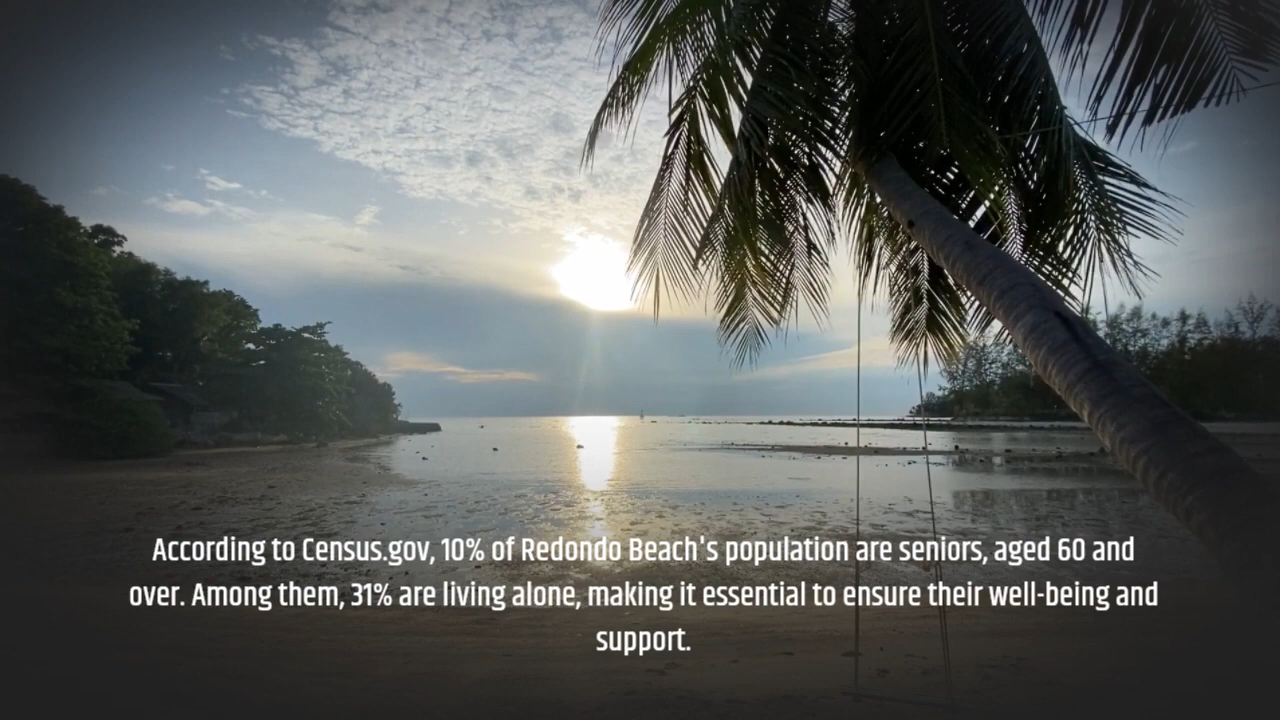 According to Census.gov, 10% of Redondo Beach's population are seniors, aged 60 and
over. Among them, 31% are living alone, making it essential to ensure their well-being and
support.